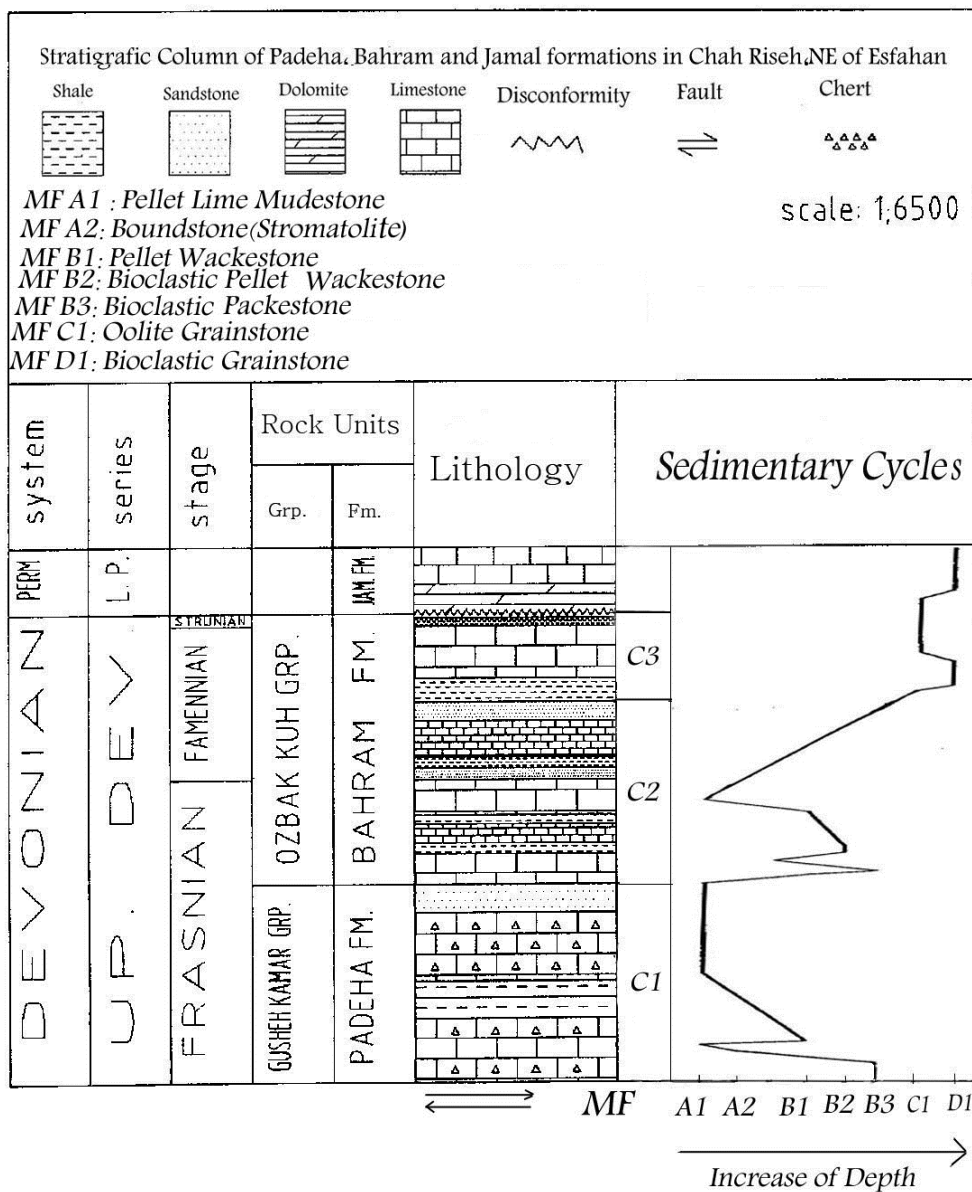 Stratigrafic Column of Padeha, Bahram and Jamal formations in Chah Riseh,NE of Esfahan
Shale Sandstone Dolomite Limestone Disconformity Fault Chert
MF A1 : Pellet Lime Mudestone
MF A2: Boundstone(Stromatolite)
MF B1: Pellet Wackestone
MF B2: Bioclastic Pellet Wackestone
MF B3: Bioclastic Packestone
MF C1: Oolite Grainstone
MF D1: Bioclastic Grainstone
scale: 1;6500
system
series
stage
Rock Units
Grp.
Fm.
Lithology
Sedimentary Cycles
PERM
L.P.
JAM. FM.
DEVONIAN
UP. DEV
STRUNIAN
FAMENNIAN
FRASNIAN
OZBAK KUH GRP.
BAHRAM FM.
GUSHEH KAMAR GRP.
PADEHA FM.
C3
C2
C1
MF A1 A2 B1 B2 B3 C1 D1
Increase of Depth